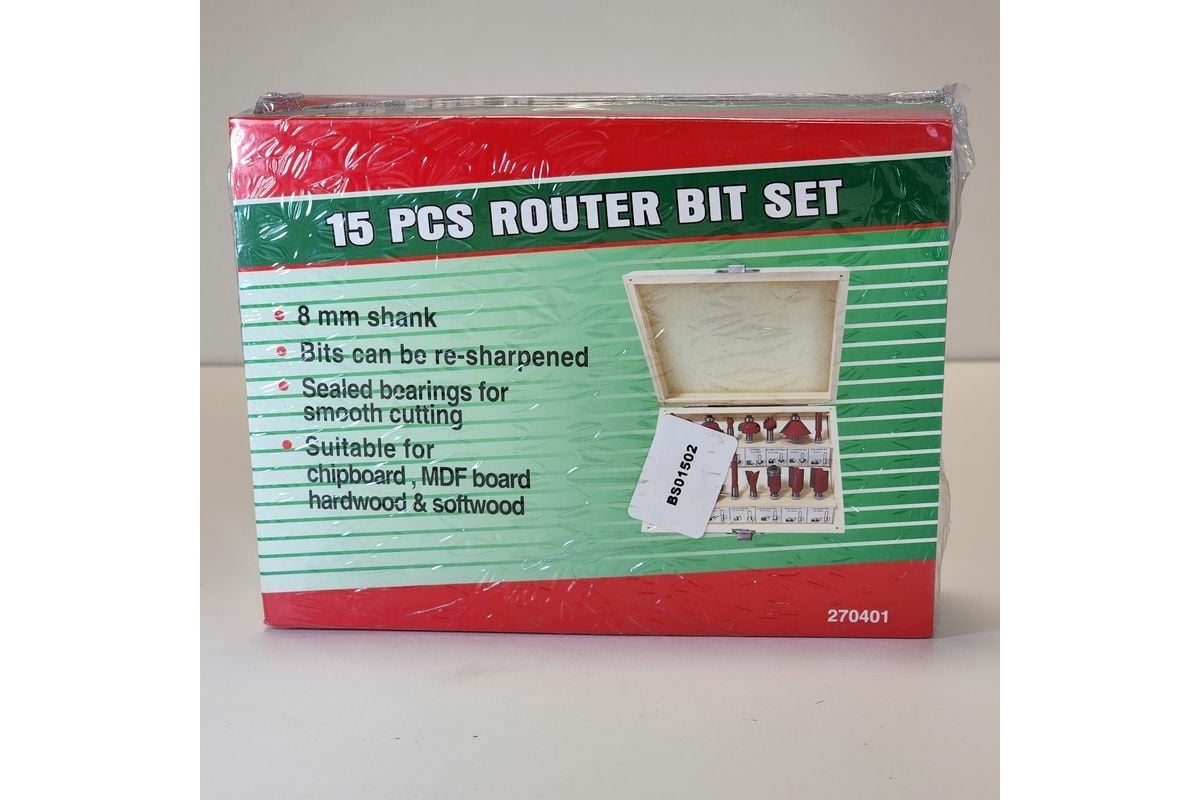 15 PCS ROUTER BIT SET
8 mm shank
Bits can be re-sharpened
Sealed bearings for
smooth cutting
Suitable for
chipboard , MDF board
hardwood & softwood
BS01502
270401